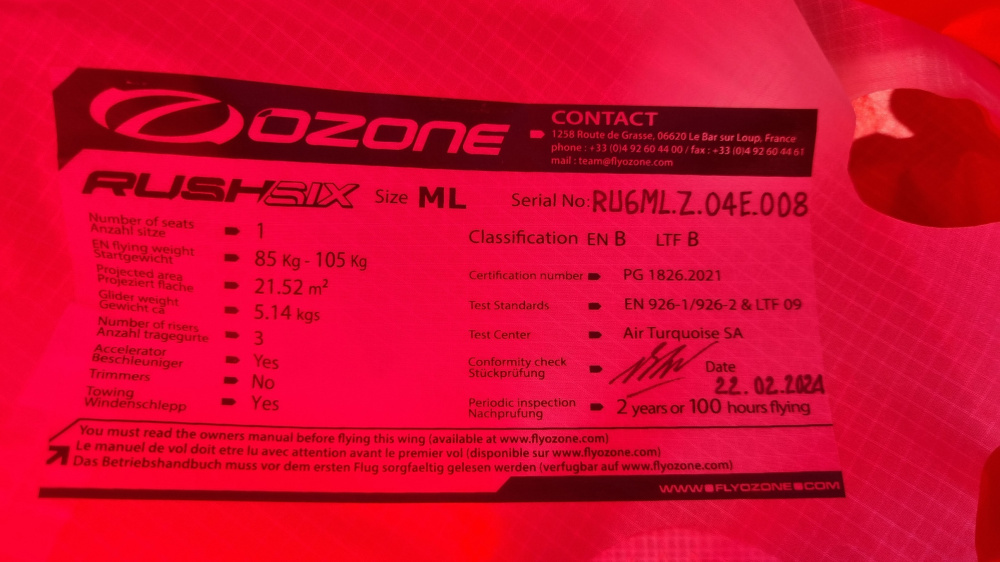 OZONE
CONTACT
1258 Route de Grasse, 06620 Le Bar sur Loup, France
phone : +33 (0)4 92 60 44 00 / fax : +33 (0)4 92 60 44 61
mail : team@flyozone.com
RUSHSIX Size ML Serial No: RU6ML.Z.04E.008
Number of seats
Anzahl sitze 1
EN flying weight
Startgewicht 85 Kg - 105 Kg
Projected area
Projeziert flache 21.52 m²
Glider weight
Gewicht ca 5.14 kgs
Number of risers
Anzahl tragegurte 3
Accelerator
Beschleuniger Yes
Trimmers No
Towing
Windenschlepp Yes
Classification EN B LTF B
Certification number PG 1826.2021
Test Standards EN 926-1/926-2 & LTF 09
Test Center Air Turquoise SA
Conformity check
Stückprüfung Date 22.02.2024
Periodic inspection
Nachprufung 2 years or 100 hours flying
You must read the owners manual before flying this wing (available at www.flyozone.com)
Le manuel de vol doit etre lu avec attention avant le premier vol (disponible sur www.flyozone.com)
Das Betriebshandbuch muss vor dem ersten Flug sorgfaeltig gelesen werden (verfugbar auf www.flyozone.com)
WWW.FLYOZONE.COM